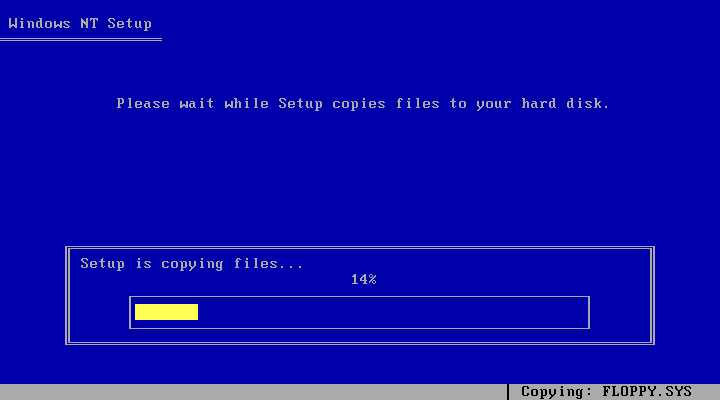 Windows NT Setup
Please wait while Setup copies files to your hard disk.
Setup is copying files...
14%
Copying: FLOPPY.SYS